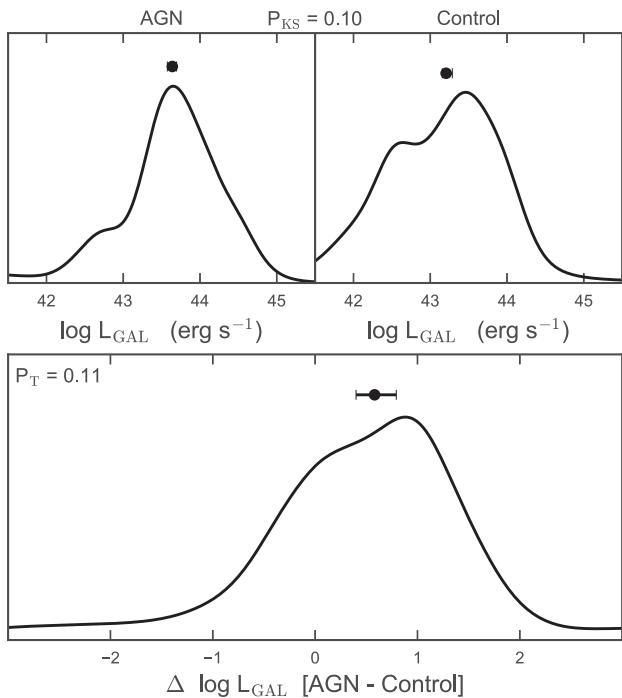 AGN P_KS = 0.10 Control
42 43 44 45 42 43 44 45
log L_GAL (erg s⁻¹) log L_GAL (erg s⁻¹)
P_T = 0.11
−2 −1 0 1 2
Δ log L_GAL [AGN - Control]